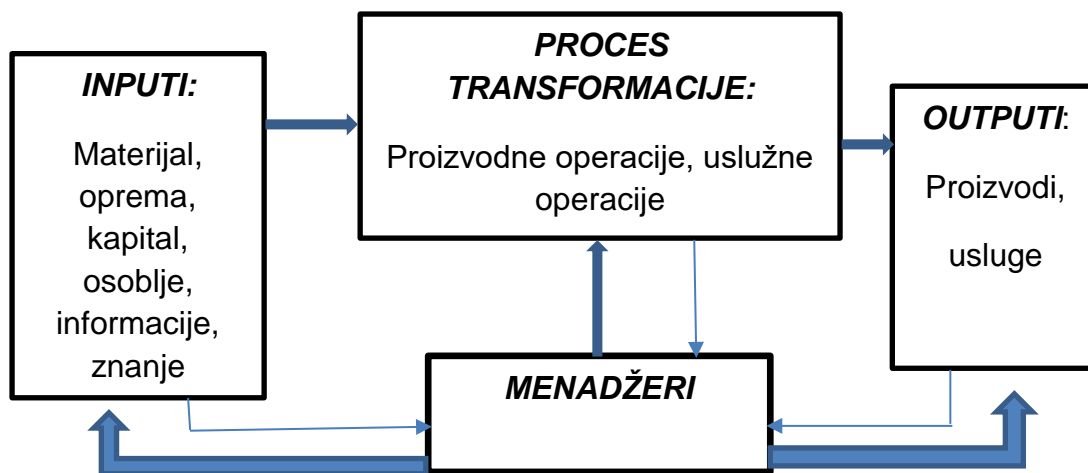 INPUTI:
Materijal,
oprema,
kapital,
osoblje,
informacije,
znanje
PROCES
TRANSFORMACIJE:
Proizvodne operacije, uslužne
operacije
OUTPUTI:
Proizvodi,
usluge
MENADŽERI